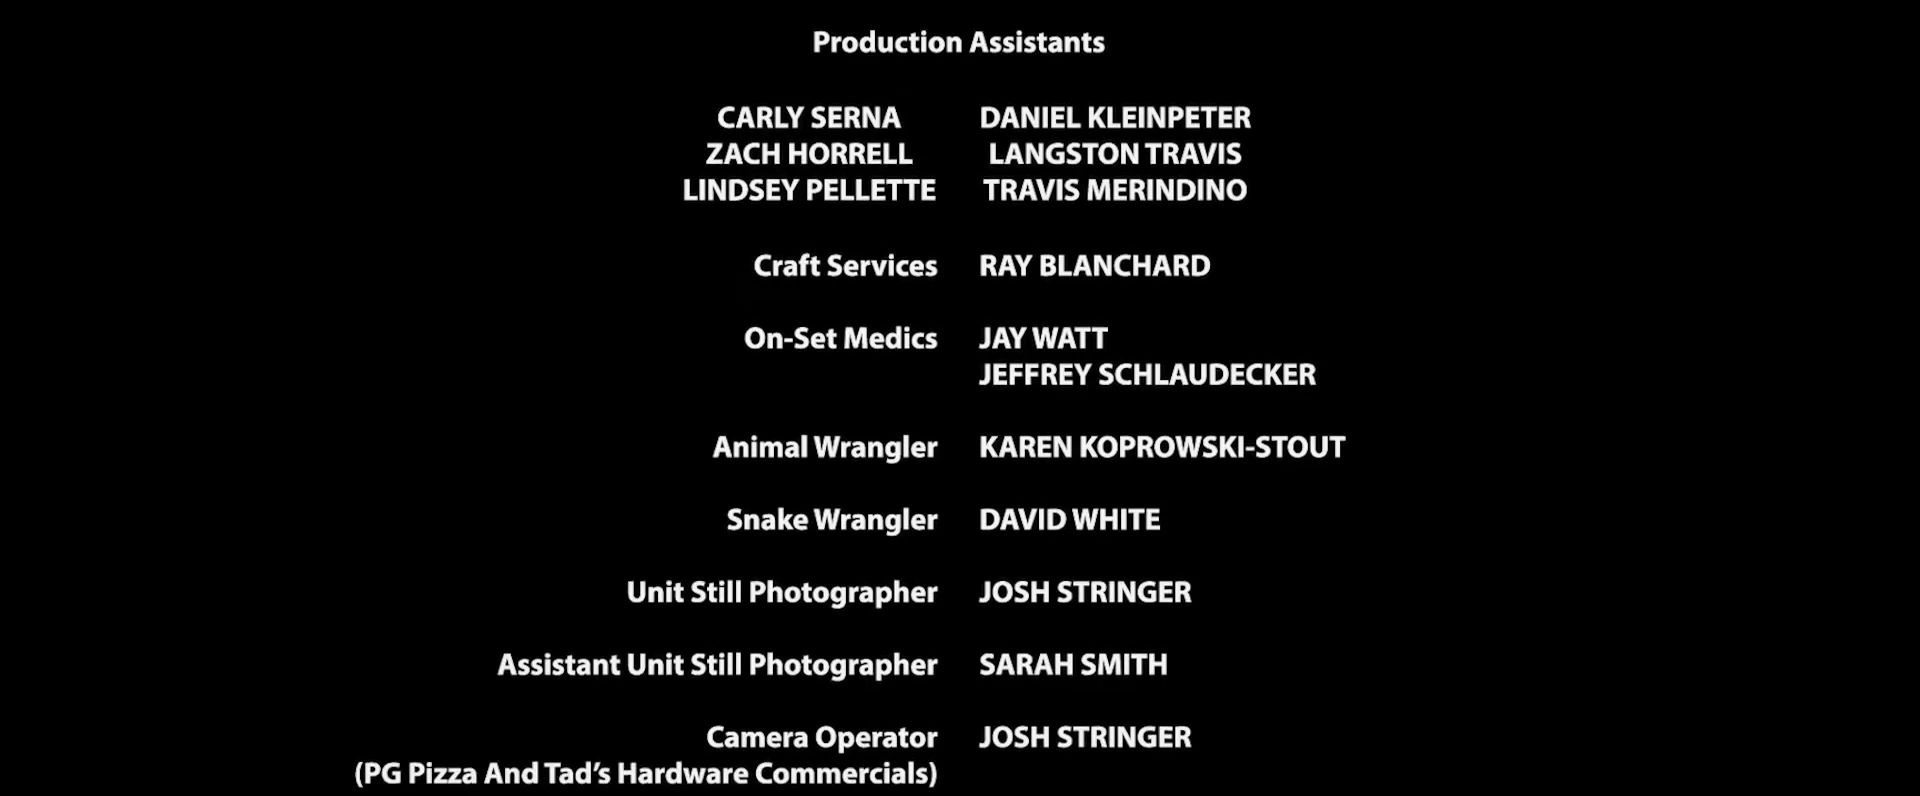 Production Assistants
CARLY SERNA DANIEL KLEINPETER
ZACH HORRELL LANGSTON TRAVIS
LINDSEY PELLETTE TRAVIS MERINDINO
Craft Services RAY BLANCHARD
On-Set Medics JAY WATT
JEFFREY SCHLAUDECKER
Animal Wrangler KAREN KOPROWSKI-STOUT
Snake Wrangler DAVID WHITE
Unit Still Photographer JOSH STRINGER
Assistant Unit Still Photographer SARAH SMITH
Camera Operator JOSH STRINGER
(PG Pizza And Tad’s Hardware Commercials)